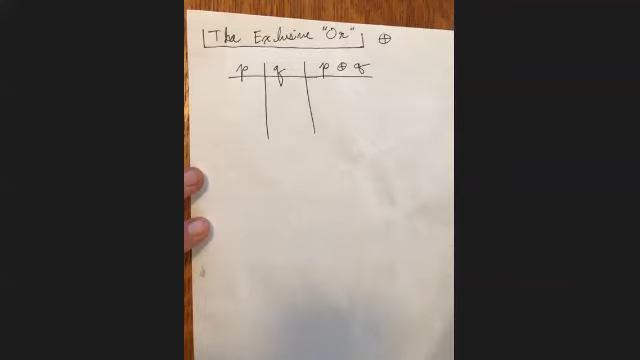 The Exclusive "Or" ⊕
p q p ⊕ q